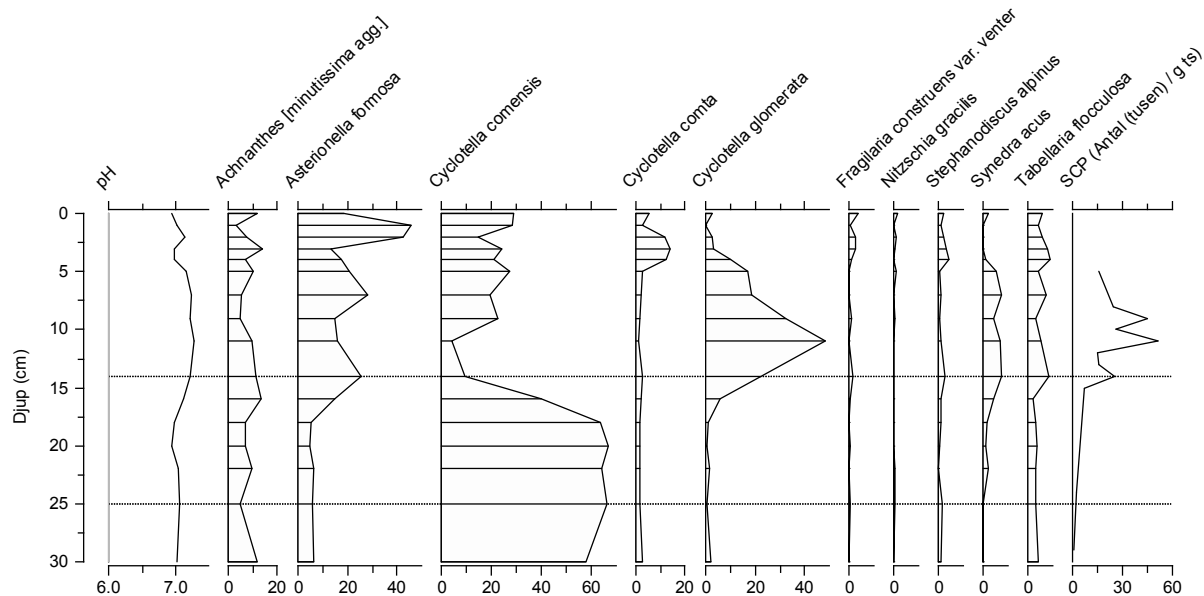 pH
Achnanthes [minutissima agg.]
Asterionella formosa
Cyclotella comensis
Cyclotella comta
Cyclotella glomerata
Fragilaria construens var. venter
Nitzschia gracilis
Stephanodiscus alpinus
Synedra acus
Tabellaria flocculosa
SCP (Antal (tusen) / g ts)
0
5
10
15
20
25
30
Djup (cm)
6.0 7.0 0 20 0 20 40 0 20 40 60 0 20 0 20 40 0 0 0 0 0 0 30 60